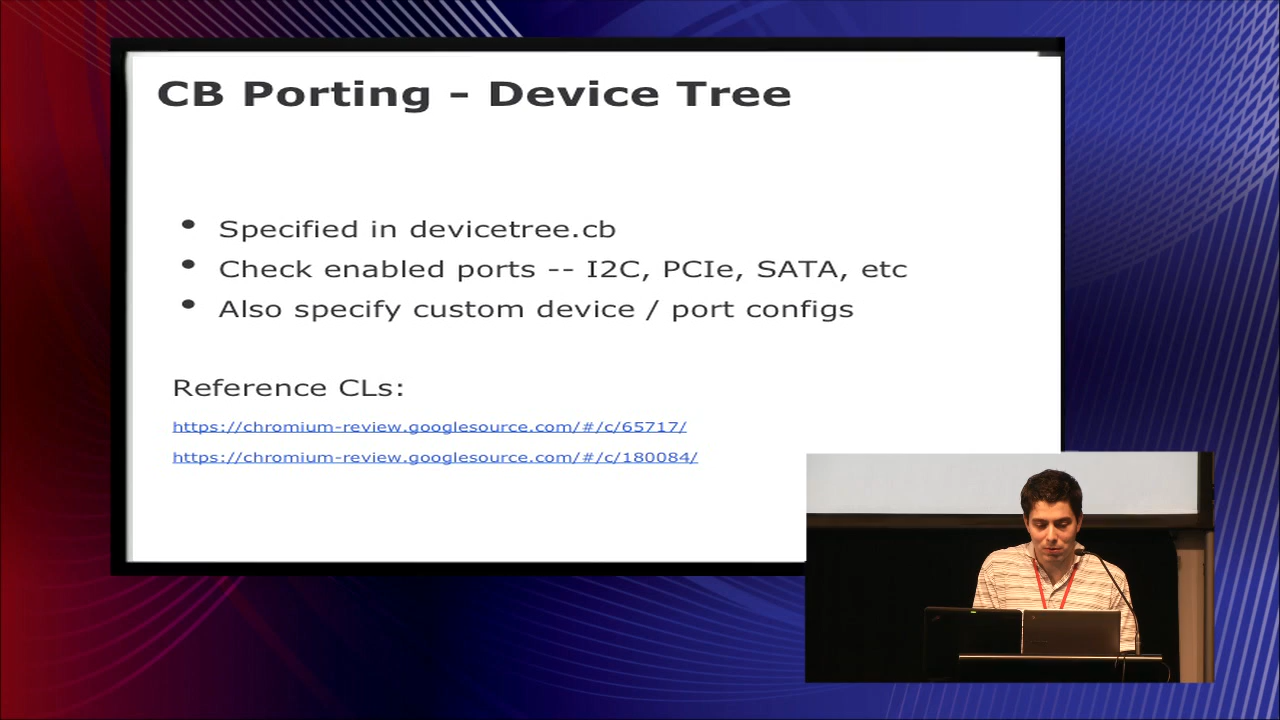 CB Porting – Device Tree
• Specified in devicetree.cb
• Check enabled ports -- I2C, PCIe, SATA, etc
• Also specify custom device / port configs
Reference CLs:
https://chromium-review.googlesource.com/#/c/65717/
https://chromium-review.googlesource.com/#/c/180084/